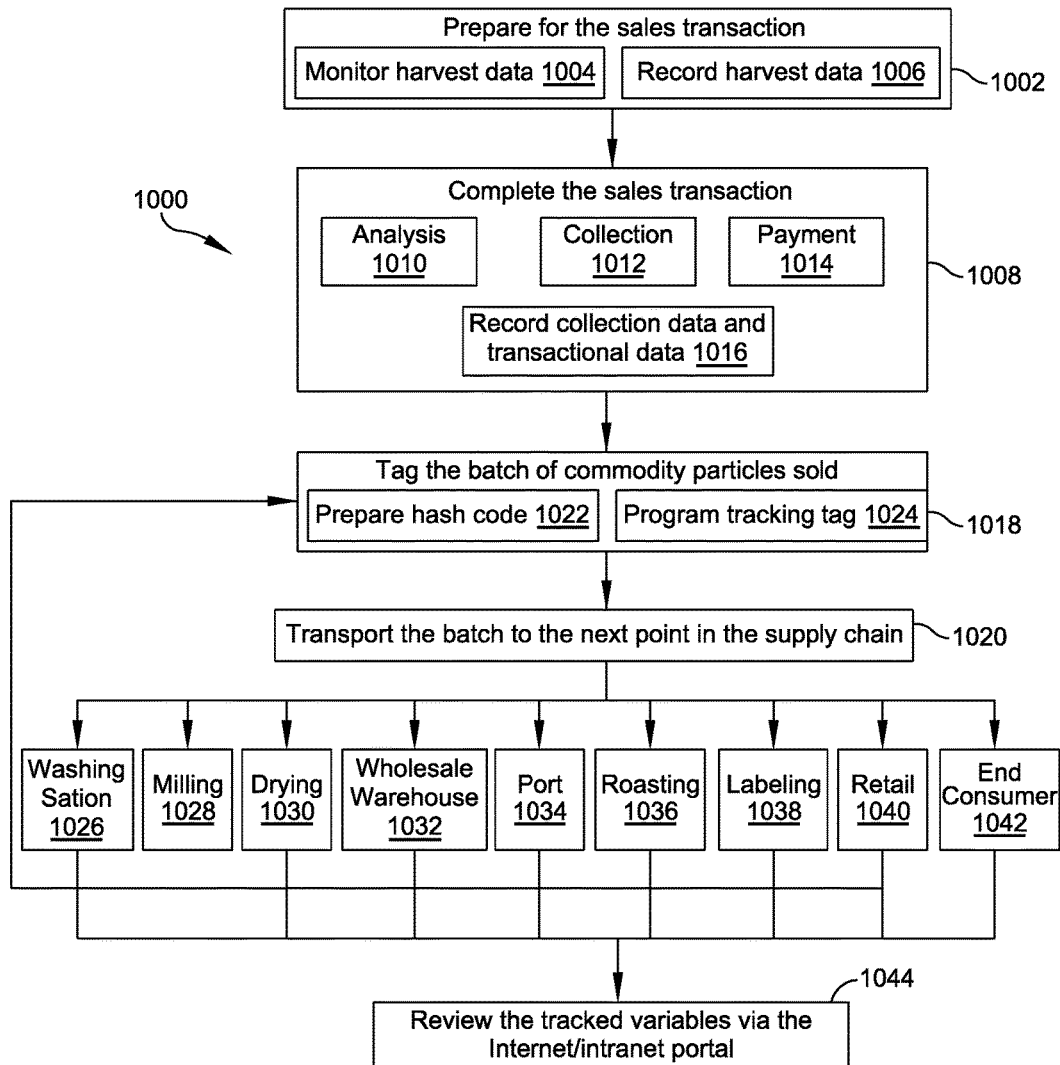 Prepare for the sales transaction
Monitor harvest data 1004
Record harvest data 1006
1002
1000
Complete the sales transaction
Analysis
1010
Collection
1012
Payment
1014
1008
Record collection data and
transactional data 1016
Tag the batch of commodity particles sold
Prepare hash code 1022
Program tracking tag 1024
1018
Transport the batch to the next point in the supply chain
1020
Washing
Sation
1026
Milling
1028
Drying
1030
Wholesale
Warehouse
1032
Port
1034
Roasting
1036
Labeling
1038
Retail
1040
End
Consumer
1042
1044
Review the tracked variables via the
Internet/intranet portal